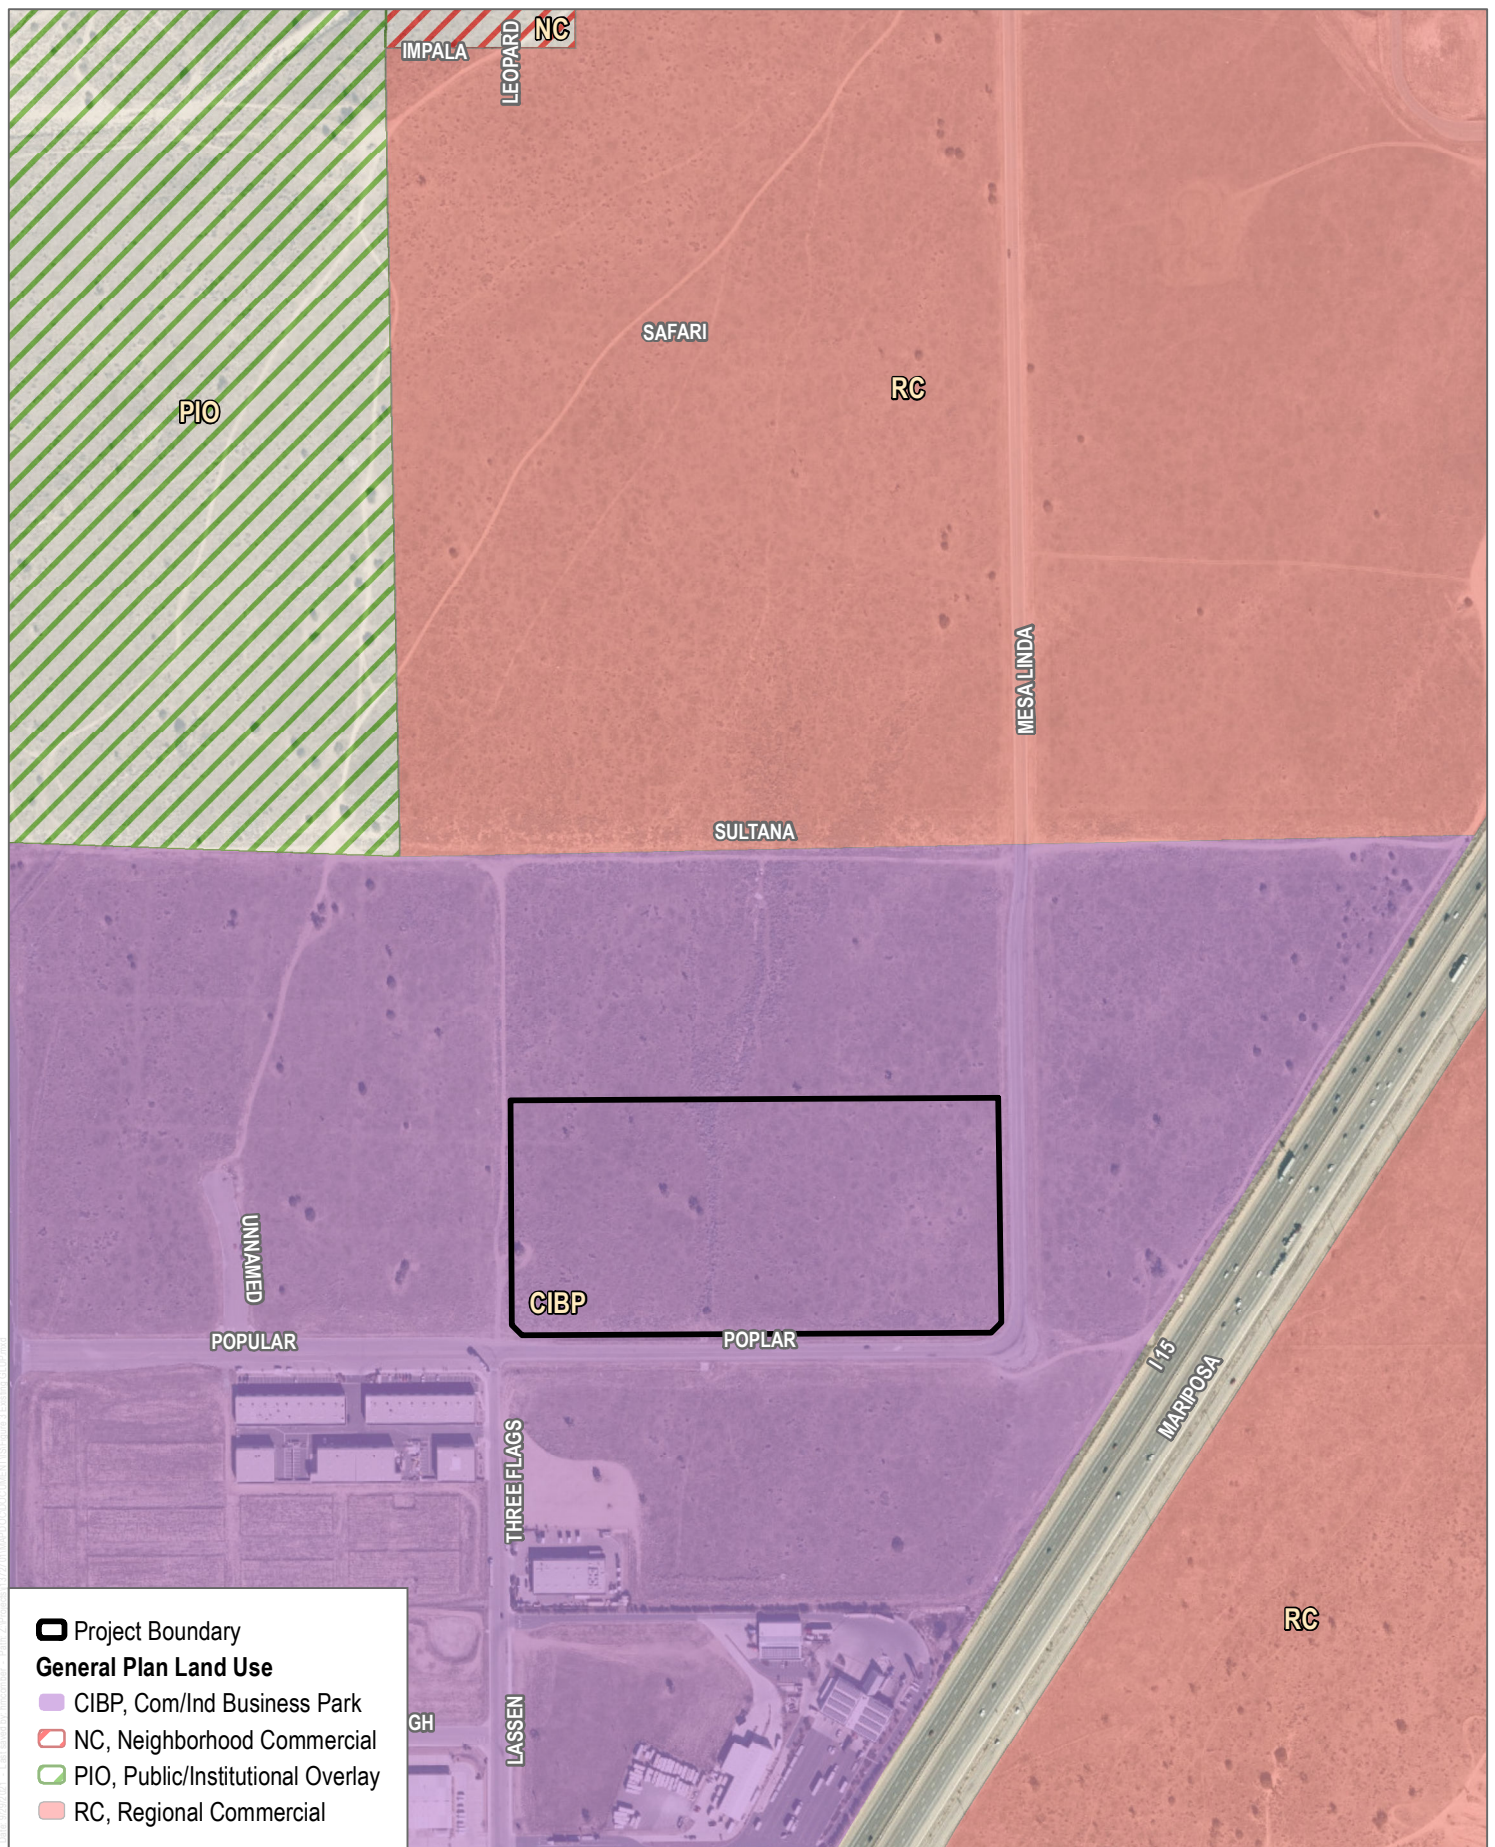 NC
IMPALA
LEOPARD
SAFARI
RC
PIO
MESA LINDA
SULTANA
UNNAMED
CIBP
POPULAR
POPLAR
I 15
MARIPOSA
THREE FLAGS
RC
LASSEN
GH
Project Boundary
General Plan Land Use
CIBP, Com/Ind Business Park
NC, Neighborhood Commercial
PIO, Public/Institutional Overlay
RC, Regional Commercial